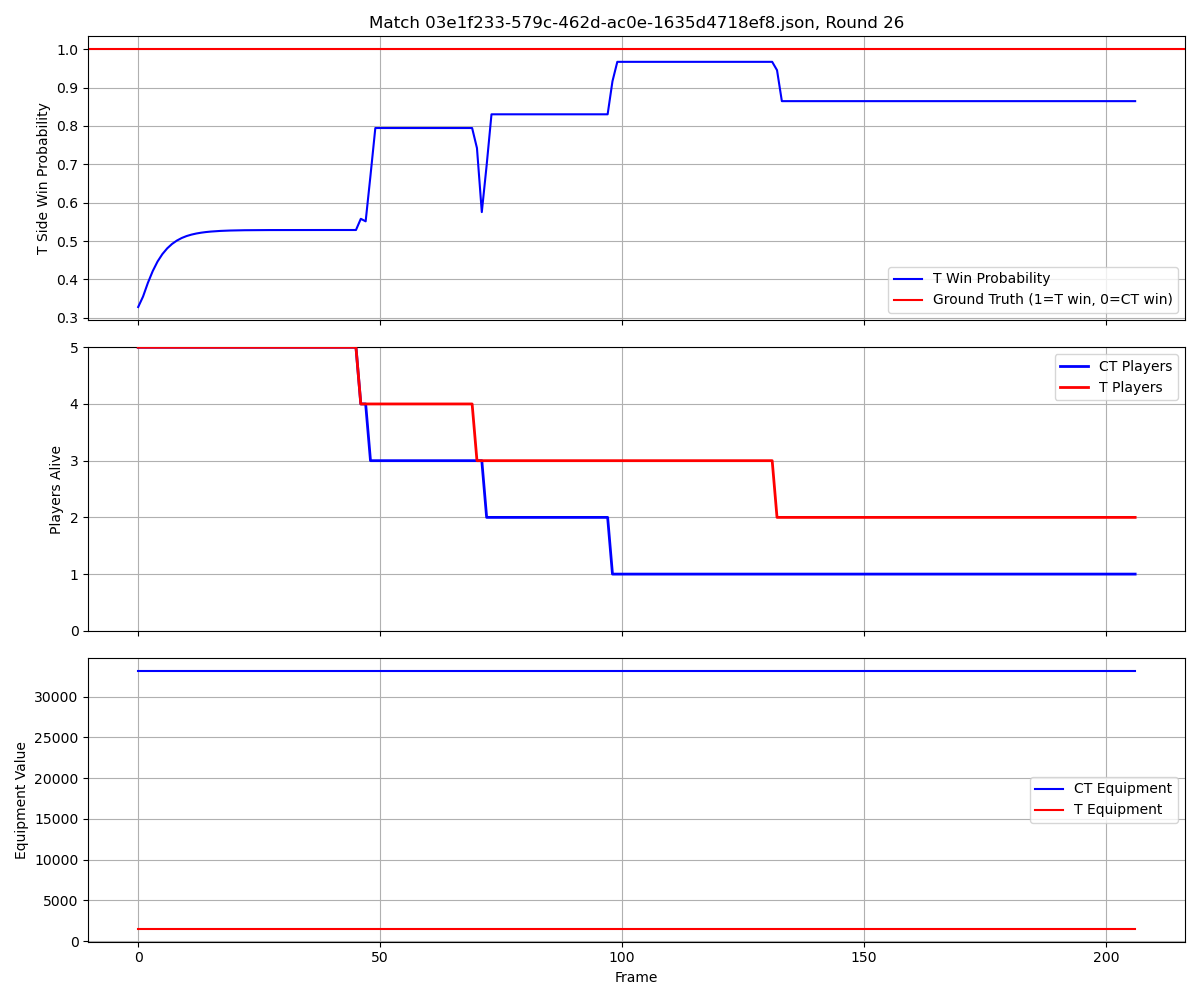 Match 03e1f233-579c-462d-ac0e-1635d4718ef8.json, Round 26
T Side Win Probability
1.0
0.9
0.8
0.7
0.6
0.5
0.4
0.3
T Win Probability
Ground Truth (1=T win, 0=CT win)
Players Alive
5
4
3
2
1
0
CT Players
T Players
Equipment Value
30000
25000
20000
15000
10000
5000
0
CT Equipment
T Equipment
0 50 100 150 200
Frame